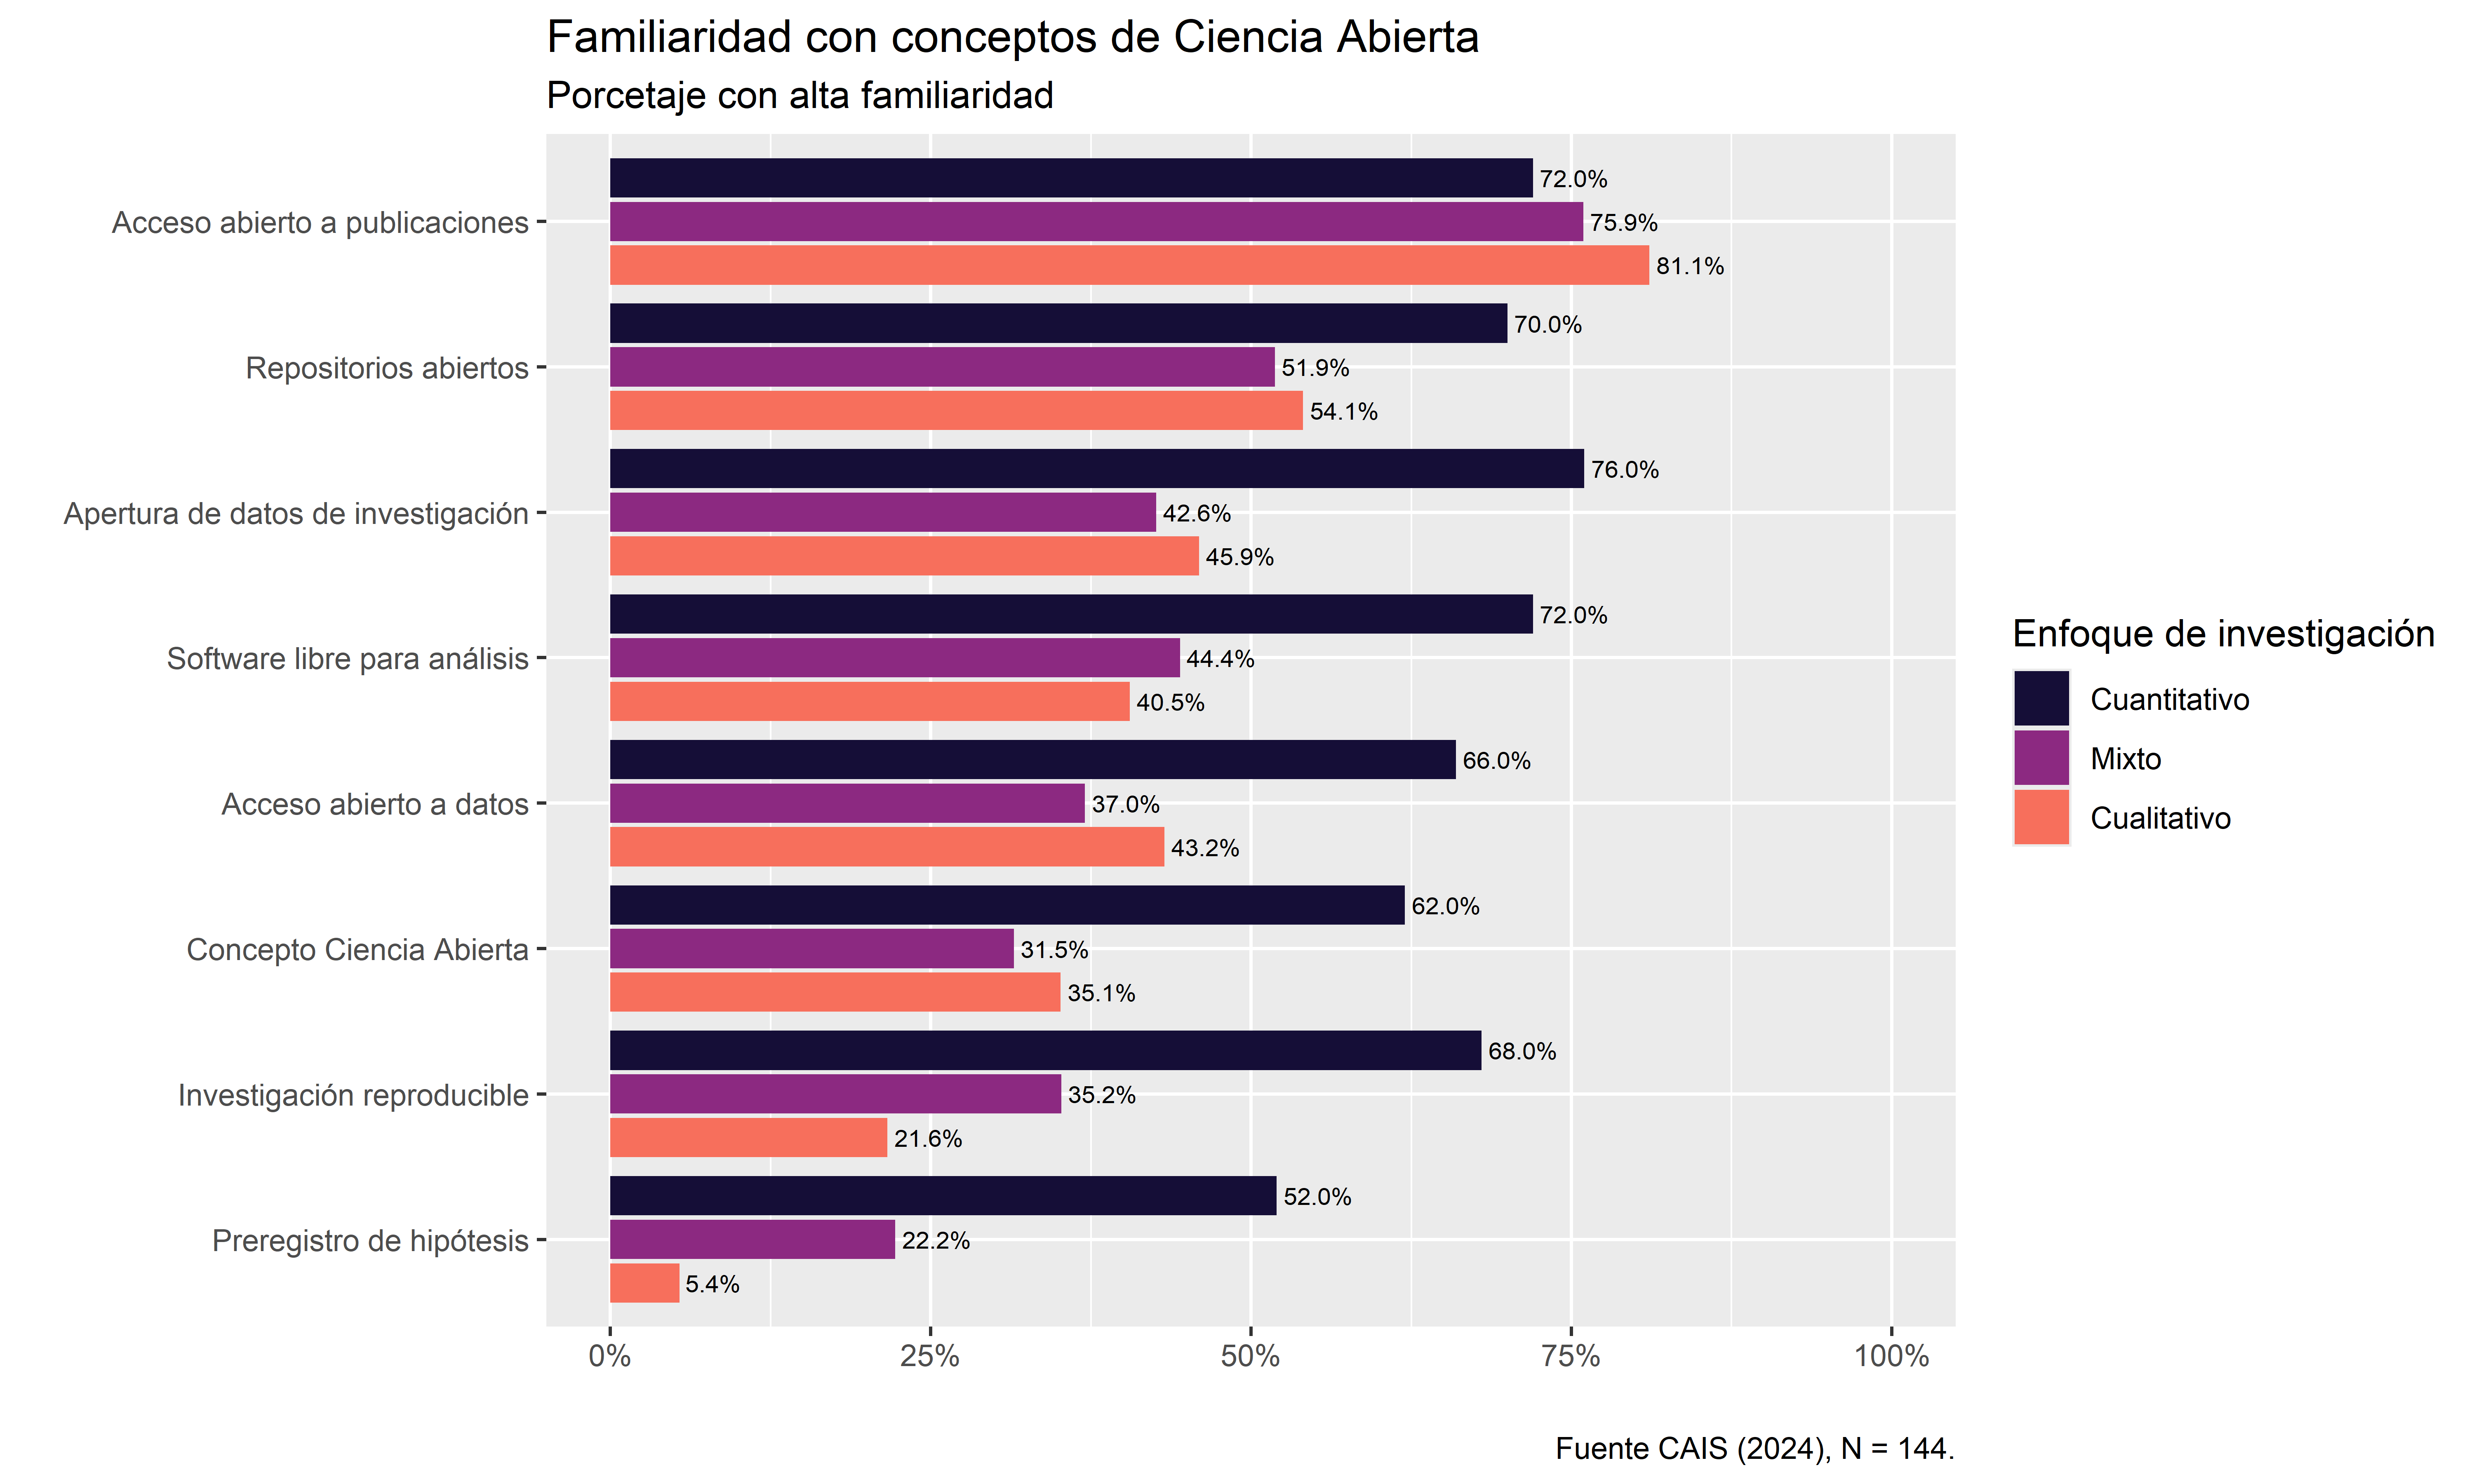 Familiaridad con conceptos de Ciencia Abierta
Porcetaje con alta familiaridad
Acceso abierto a publicaciones
72.0%
75.9%
81.1%
Repositorios abiertos
70.0%
51.9%
54.1%
Apertura de datos de investigación
76.0%
42.6%
45.9%
Software libre para análisis
72.0%
44.4%
40.5%
Acceso abierto a datos
66.0%
37.0%
43.2%
Concepto Ciencia Abierta
62.0%
31.5%
35.1%
Investigación reproducible
68.0%
35.2%
21.6%
Preregistro de hipótesis
52.0%
22.2%
5.4%
0% 25% 50% 75% 100%
Enfoque de investigación
Cuantitativo
Mixto
Cualitativo
Fuente CAIS (2024), N = 144.